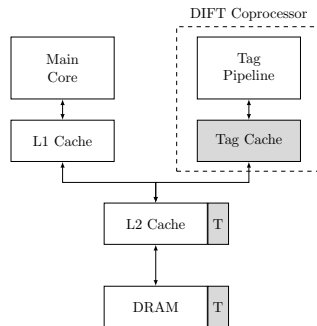 DIFT Coprocessor
Main
Core
Tag
Pipeline
L1 Cache
Tag Cache
L2 Cache
T
DRAM
T